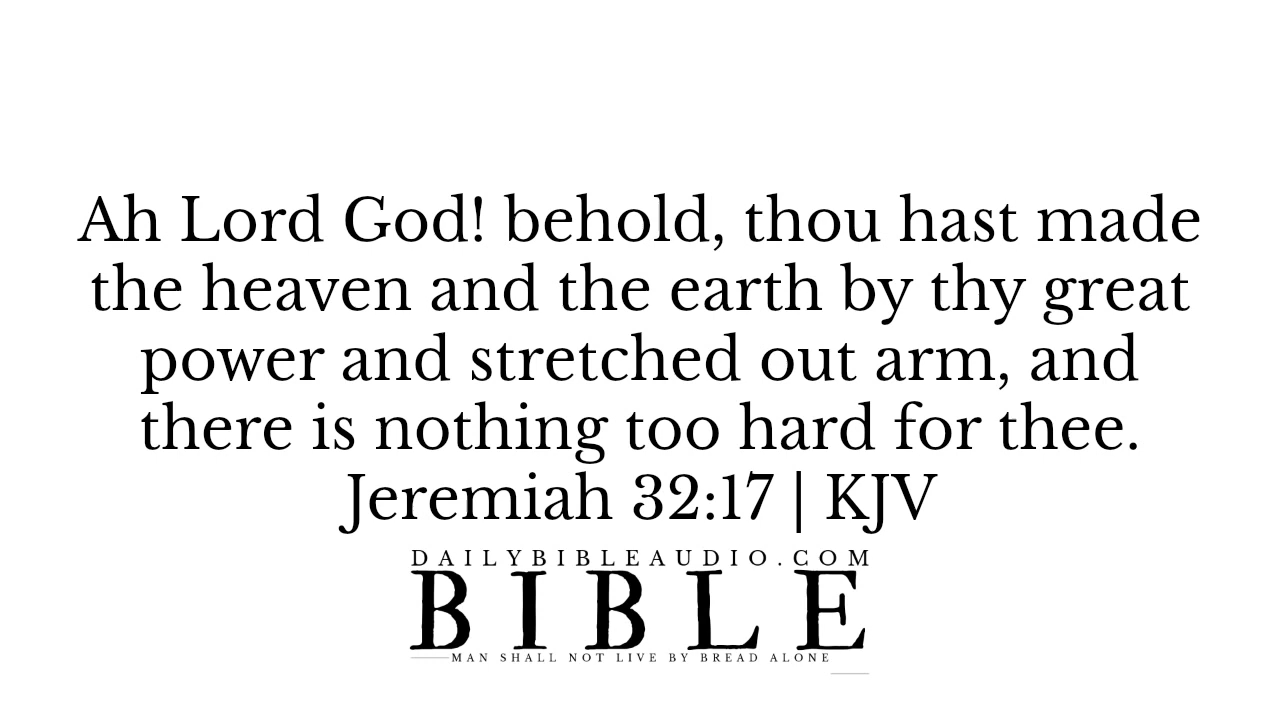 Ah Lord God! behold, thou hast made
the heaven and the earth by thy great
power and stretched out arm, and
there is nothing too hard for thee.
Jeremiah 32:17 | KJV
DAILYBIBLEAUDIO.COM
BIBLE
MAN SHALL NOT LIVE BY BREAD ALONE